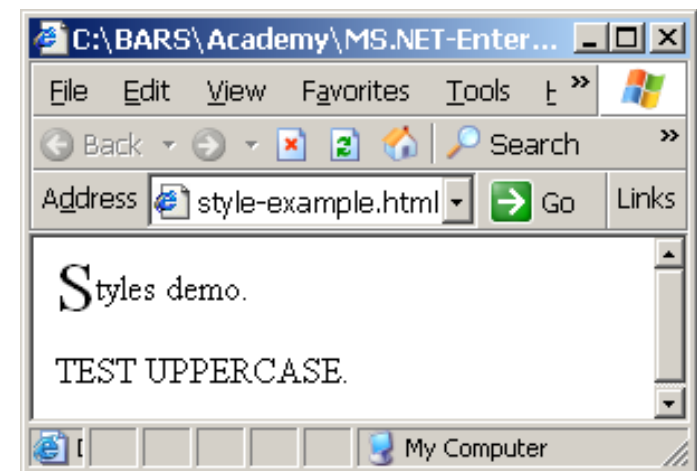 C:\BARS\Academy\MS.NET-Enter...
File Edit View Favorites Tools »
Back Search »
Address style-example.html Go Links
Styles demo.
TEST UPPERCASE.
My Computer